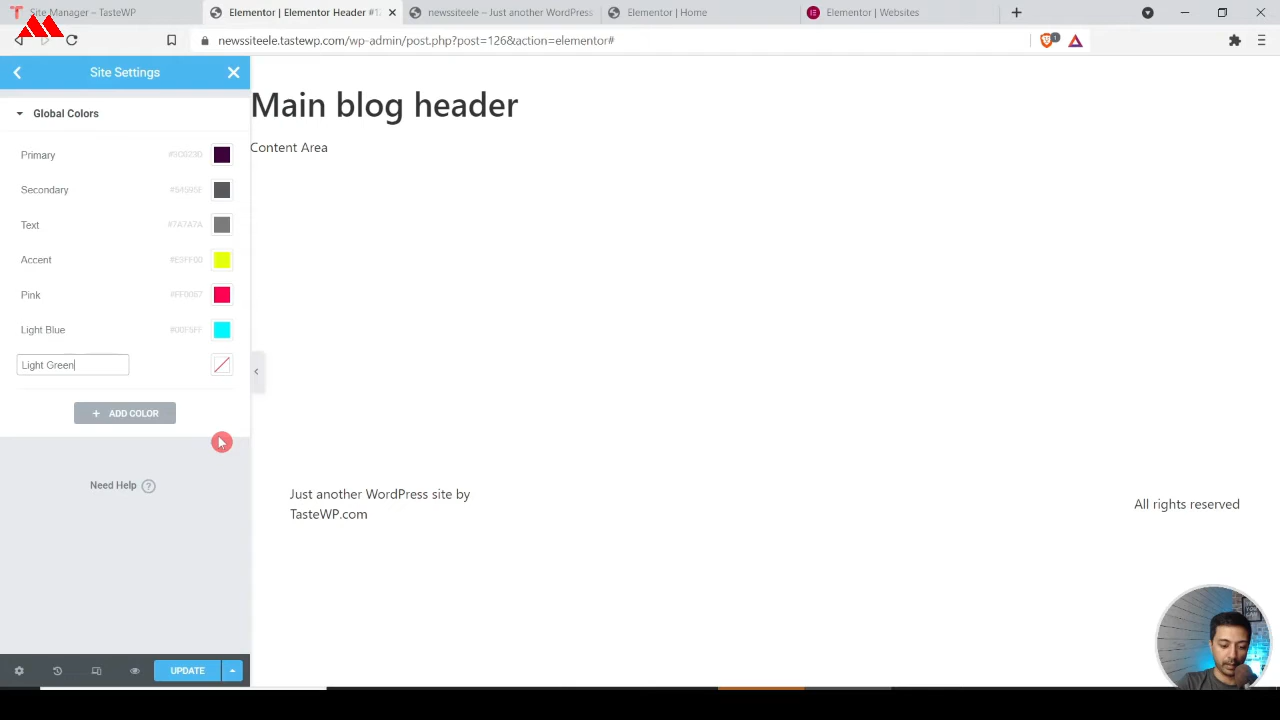 Site Manager - TasteWP
Elementor | Elementor Header #12
newssiteele – Just another WordPress
Elementor | Home
Elementor | Websites
newssiteele.tastewp.com/wp-admin/post.php?post=126&action=elementor#
Site Settings
Global Colors
Primary
Secondary
Text #7A7A7A
Accent
Pink
Light Blue #00F5FF
Light Green
+ ADD COLOR
Need Help ?
UPDATE
Main blog header
Content Area
Just another WordPress site by
TasteWP.com
All rights reserved